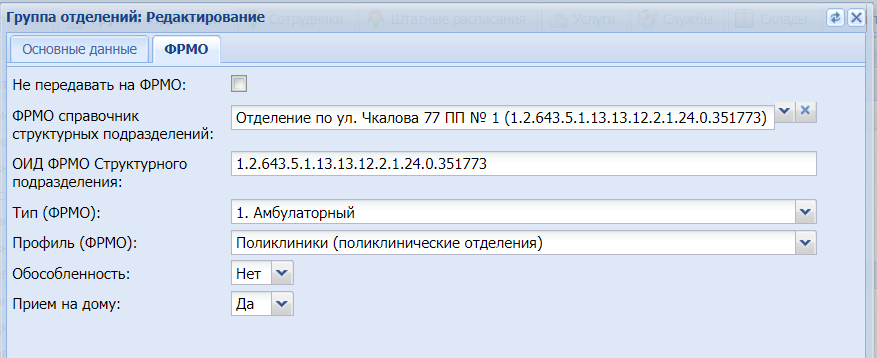 Группа отделений: Редактирование
Сотрудники Штатные расписания Услуги Службы Склады
Основные данные ФРМО
Не передавать на ФРМО:
ФРМО справочник
структурных подразделений:
Отделение по ул. Чкалова 77 ПП № 1 (1.2.643.5.1.13.13.12.2.1.24.0.351773)
ОИД ФРМО Структурного
подразделения:
1.2.643.5.1.13.13.12.2.1.24.0.351773
Тип (ФРМО): 1. Амбулаторный
Профиль (ФРМО): Поликлиники (поликлинические отделения)
Обособленность: Нет
Прием на дому: Да